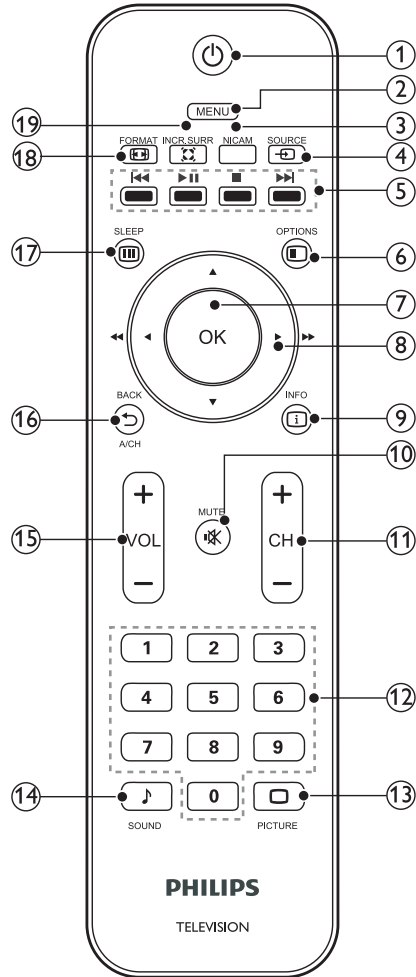 1
MENU
2
19
3
FORMAT INCR.SURR NICAM SOURCE
18
4
5
SLEEP OPTIONS
17
6
7
OK
8
BACK INFO
16
i
9
A/CH
10
+ +
MUTE
15
VOL CH
11
− −
1 2 3
4 5 6
12
7 8 9
14
0
13
SOUND PICTURE
PHILIPS
TELEVISION